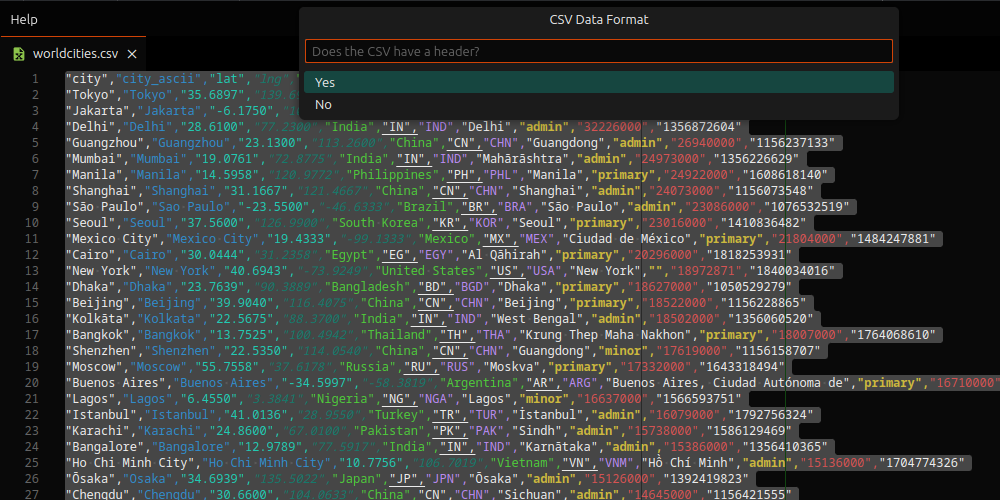 Help
CSV Data Format
worldcities.csv
Does the CSV have a header?
Yes
No
1 "city","city_ascii","lat","lng",
2 "Tokyo","Tokyo","35.6897",
3 "Jakarta","Jakarta","-6.1750",
4 "Delhi","Delhi","28.6100","77.2300","India","IN","IND","Delhi","admin","32226000","1356872604"
5 "Guangzhou","Guangzhou","23.1300","113.2600","China","CN","CHN","Guangdong","admin","26940000","1156237133"
6 "Mumbai","Mumbai","19.0761","72.8775","India","IN","IND","Mahārāshtra","admin","24973000","1356226629"
7 "Manila","Manila","14.5958","120.9772","Philippines","PH","PHL","Manila","primary","24922000","1608618140"
8 "Shanghai","Shanghai","31.1667","121.4667","China","CN","CHN","Shanghai","admin","24073000","1156073548"
9 "São Paulo","Sao Paulo","-23.5500","-46.6333","Brazil","BR","BRA","São Paulo","admin","23086000","1076532519"
10 "Seoul","Seoul","37.5600","126.9900","South Korea","KR","KOR","Seoul","primary","23016000","1410836482"
11 "Mexico City","Mexico City","19.4333","-99.1333","Mexico","MX","MEX","Ciudad de México","primary","21804000","1484247881"
12 "Cairo","Cairo","30.0444","31.2358","Egypt","EG","EGY","Al Qāhirah","primary","20296000","1818253931"
13 "New York","New York","40.6943","-73.9249","United States","US","USA","New York","","18972871","1840034016"
14 "Dhaka","Dhaka","23.7639","90.3889","Bangladesh","BD","BGD","Dhaka","primary","18627000","1050529279"
15 "Beijing","Beijing","39.9040","116.4075","China","CN","CHN","Beijing","primary","18522000","1156228865"
16 "Kolkāta","Kolkata","22.5675","88.3700","India","IN","IND","West Bengal","admin","18502000","1356060520"
17 "Bangkok","Bangkok","13.7525","100.4942","Thailand","TH","THA","Krung Thep Maha Nakhon","primary","18007000","1764068610"
18 "Shenzhen","Shenzhen","22.5350","114.0540","China","CN","CHN","Guangdong","minor","17619000","1156158707"
19 "Moscow","Moscow","55.7558","37.6178","Russia","RU","RUS","Moskva","primary","17332000","1643318494"
20 "Buenos Aires","Buenos Aires","-34.5997","-58.3819","Argentina","AR","ARG","Buenos Aires, Ciudad Autónoma de","primary","16710000"
21 "Lagos","Lagos","6.4550","3.3841","Nigeria","NG","NGA","Lagos","minor","16637000","1566593751"
22 "Istanbul","Istanbul","41.0136","28.9550","Turkey","TR","TUR","İstanbul","admin","16079000","1792756324"
23 "Karachi","Karachi","24.8600","67.0100","Pakistan","PK","PAK","Sindh","admin","15738000","1586129469"
24 "Bangalore","Bangalore","12.9789","77.5917","India","IN","IND","Karnātaka","admin","15386000","1356410365"
25 "Ho Chi Minh City","Ho Chi Minh City","10.7756","106.7019","Vietnam","VN","VNM","Hồ Chí Minh","admin","15136000","1704774326"
26 "Ōsaka","Osaka","34.6939","135.5022","Japan","JP","JPN","Ōsaka","admin","15126000","1392419823"
27 "Chengdu","Chengdu","30.6600","104.0633","China","CN","CHN","Sichuan","admin","14645000","1156421555"